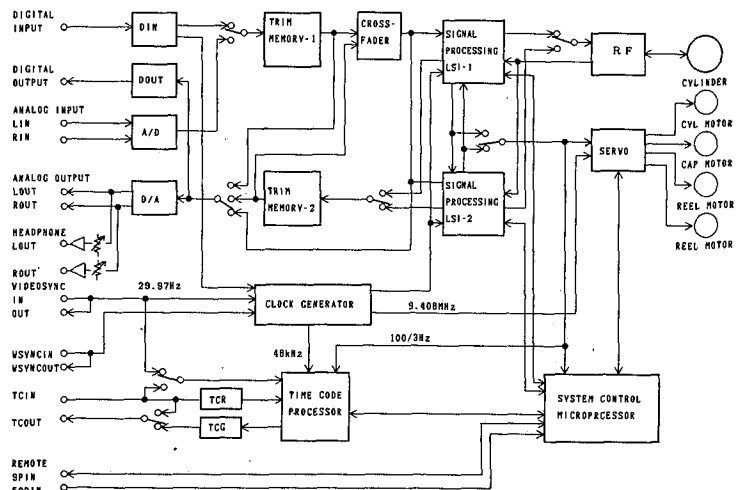 DIGITAL
INPUT
DIN
TRIM
MEMORY-1
CROSS-
FADER
SIGNAL
PROCESSING
LSI-1
RF
CYLINDER
DIGITAL
OUTPUT
DOUT
ANALOG INPUT
LIN
RIN
A/D
CYL MOTOR
SERVO
CAP MOTOR
ANALOG OUTPUT
LOUT
ROUT
D/A
TRIM
MEMORY-2
SIGNAL
PROCESSING
LSI-2
REEL MOTOR
REEL MOTOR
HEADPHONE
LOUT
ROUT
VIDEOSYNC
IN
OUT
29.97Hz
CLOCK GENERATOR
9.408MHz
100/3Hz
WSYNCIN
WSYNCOUT
48kHz
TCIN
TCR
TIME CODE
PROCESSOR
TCOUT
TCG
SYSTEM CONTROL
MICROPRCESSOR
REMOTE
SPIN